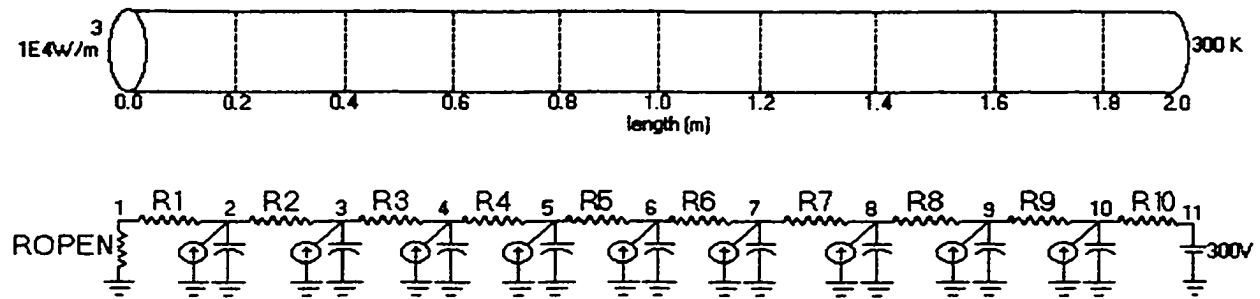 3
1E4W/m
300 K
0.0 0.2 0.4 0.6 0.8 1.0 1.2 1.4 1.6 1.8 2.0
length (m)
1 R1 2 R2 3 R3 4 R4 5 R5 6 R6 7 R7 8 R8 9 R9 10 R10 11
ROPEN
300V